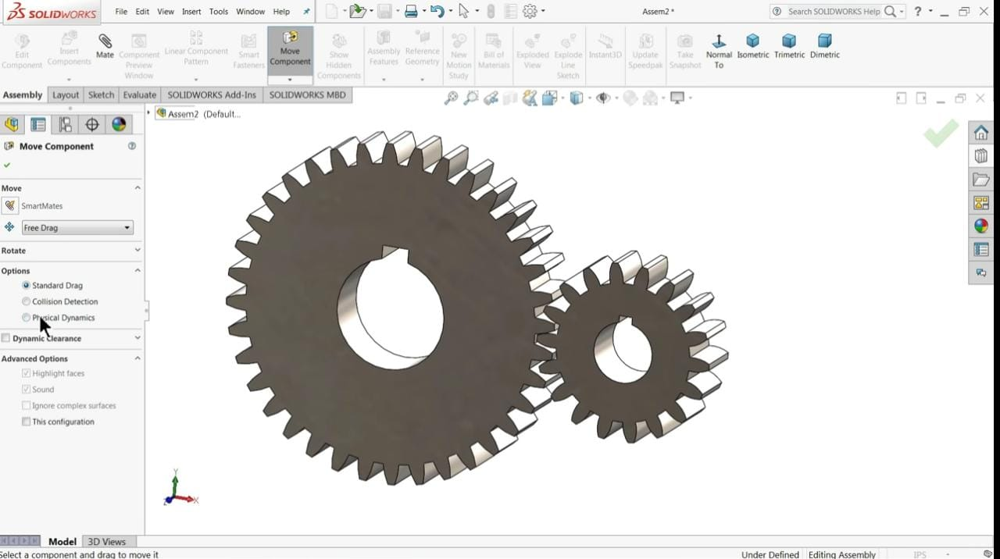 SOLIDWORKS File Edit View Insert Tools Window Help Assem2 * Search SOLIDWORKS Help ?
Edit Component
Insert Components
Mate
Component Preview Window
Linear Component Pattern
Smart Fasteners
Move Component
Show Hidden Components
Assembly Features
Reference Geometry
New Motion Study
Bill of Materials
Exploded View
Explode Line Sketch
Instant3D
Update Speedpak
Take Snapshot
Normal To
Isometric
Trimetric
Dimetric
Assembly Layout Sketch Evaluate SOLIDWORKS Add-Ins SOLIDWORKS MBD
Assem2 (Default...
Move Component
Move
SmartMates
Free Drag
Rotate
Options
Standard Drag
Collision Detection
Physical Dynamics
Dynamic Clearance
Advanced Options
Highlight faces
Sound
Ignore complex surfaces
This configuration
Y
X
Z
Model 3D Views
Select a component and drag to move it Under Defined Editing Assembly IPS -